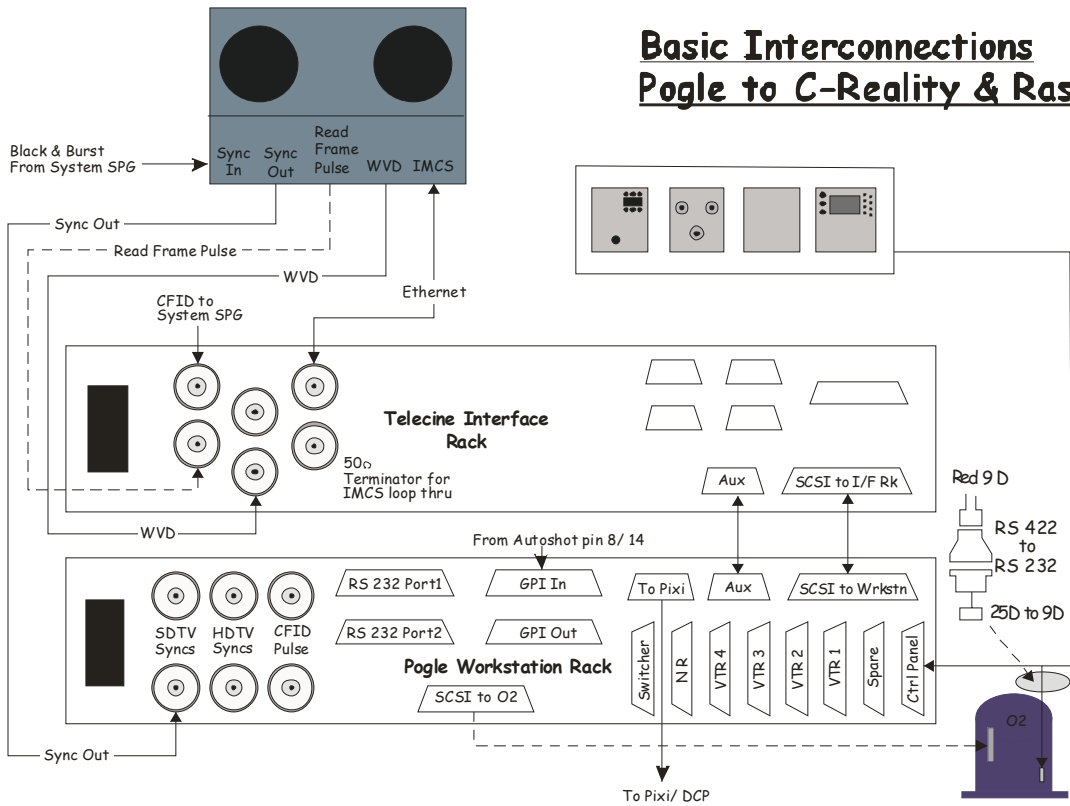 Basic Interconnections
Pogle to C-Reality & Ras
Black & Burst
From System SPG
Sync
In
Sync
Out
Read
Frame
Pulse
WVD
IMCS
Sync Out
Read Frame Pulse
WVD
Ethernet
CFID to
System SPG
Telecine Interface
Rack
50Ω
Terminator for
IMCS loop thru
Aux
SCSI to I/F Rk
Red 9 D
RS 422
to
RS 232
25D to 9D
WVD
From Autoshot pin 8/ 14
RS 232 Port1
GPI In
To Pixi
Aux
SCSI to Wrkstn
SDTV
Syncs
HDTV
Syncs
CFID
Pulse
RS 232 Port2
GPI Out
Pogle Workstation Rack
SCSI to O2
Switcher
NR
VTR 4
VTR 3
VTR 2
VTR 1
Spare
Ctrl Panel
O2
Sync Out
To Pixi/ DCP